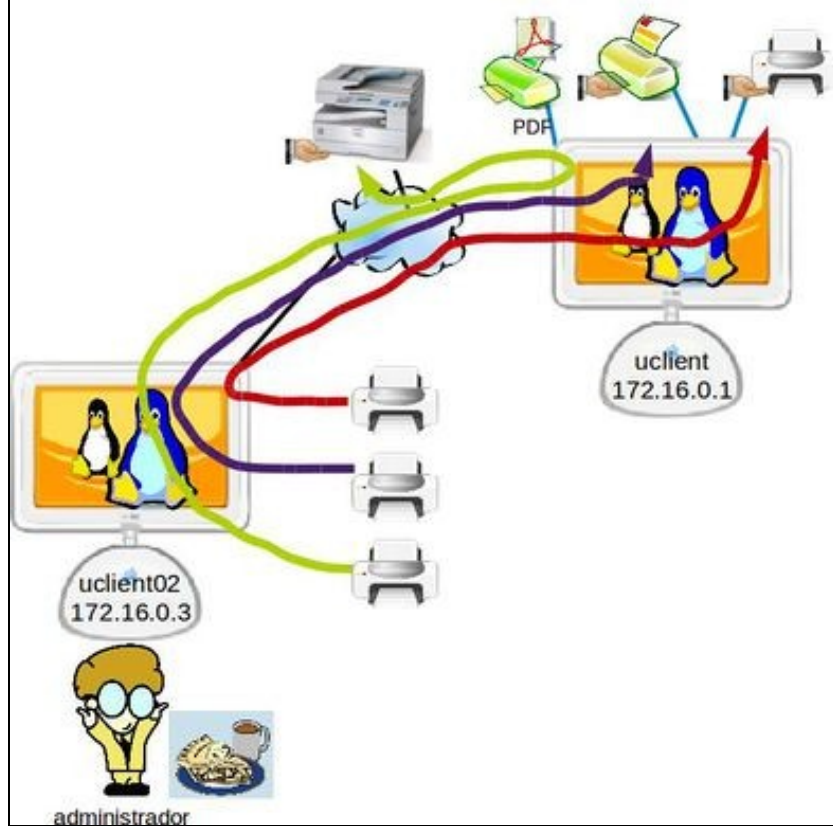 PDF
uclient
172.16.0.1
uclient02
172.16.0.3
administrador